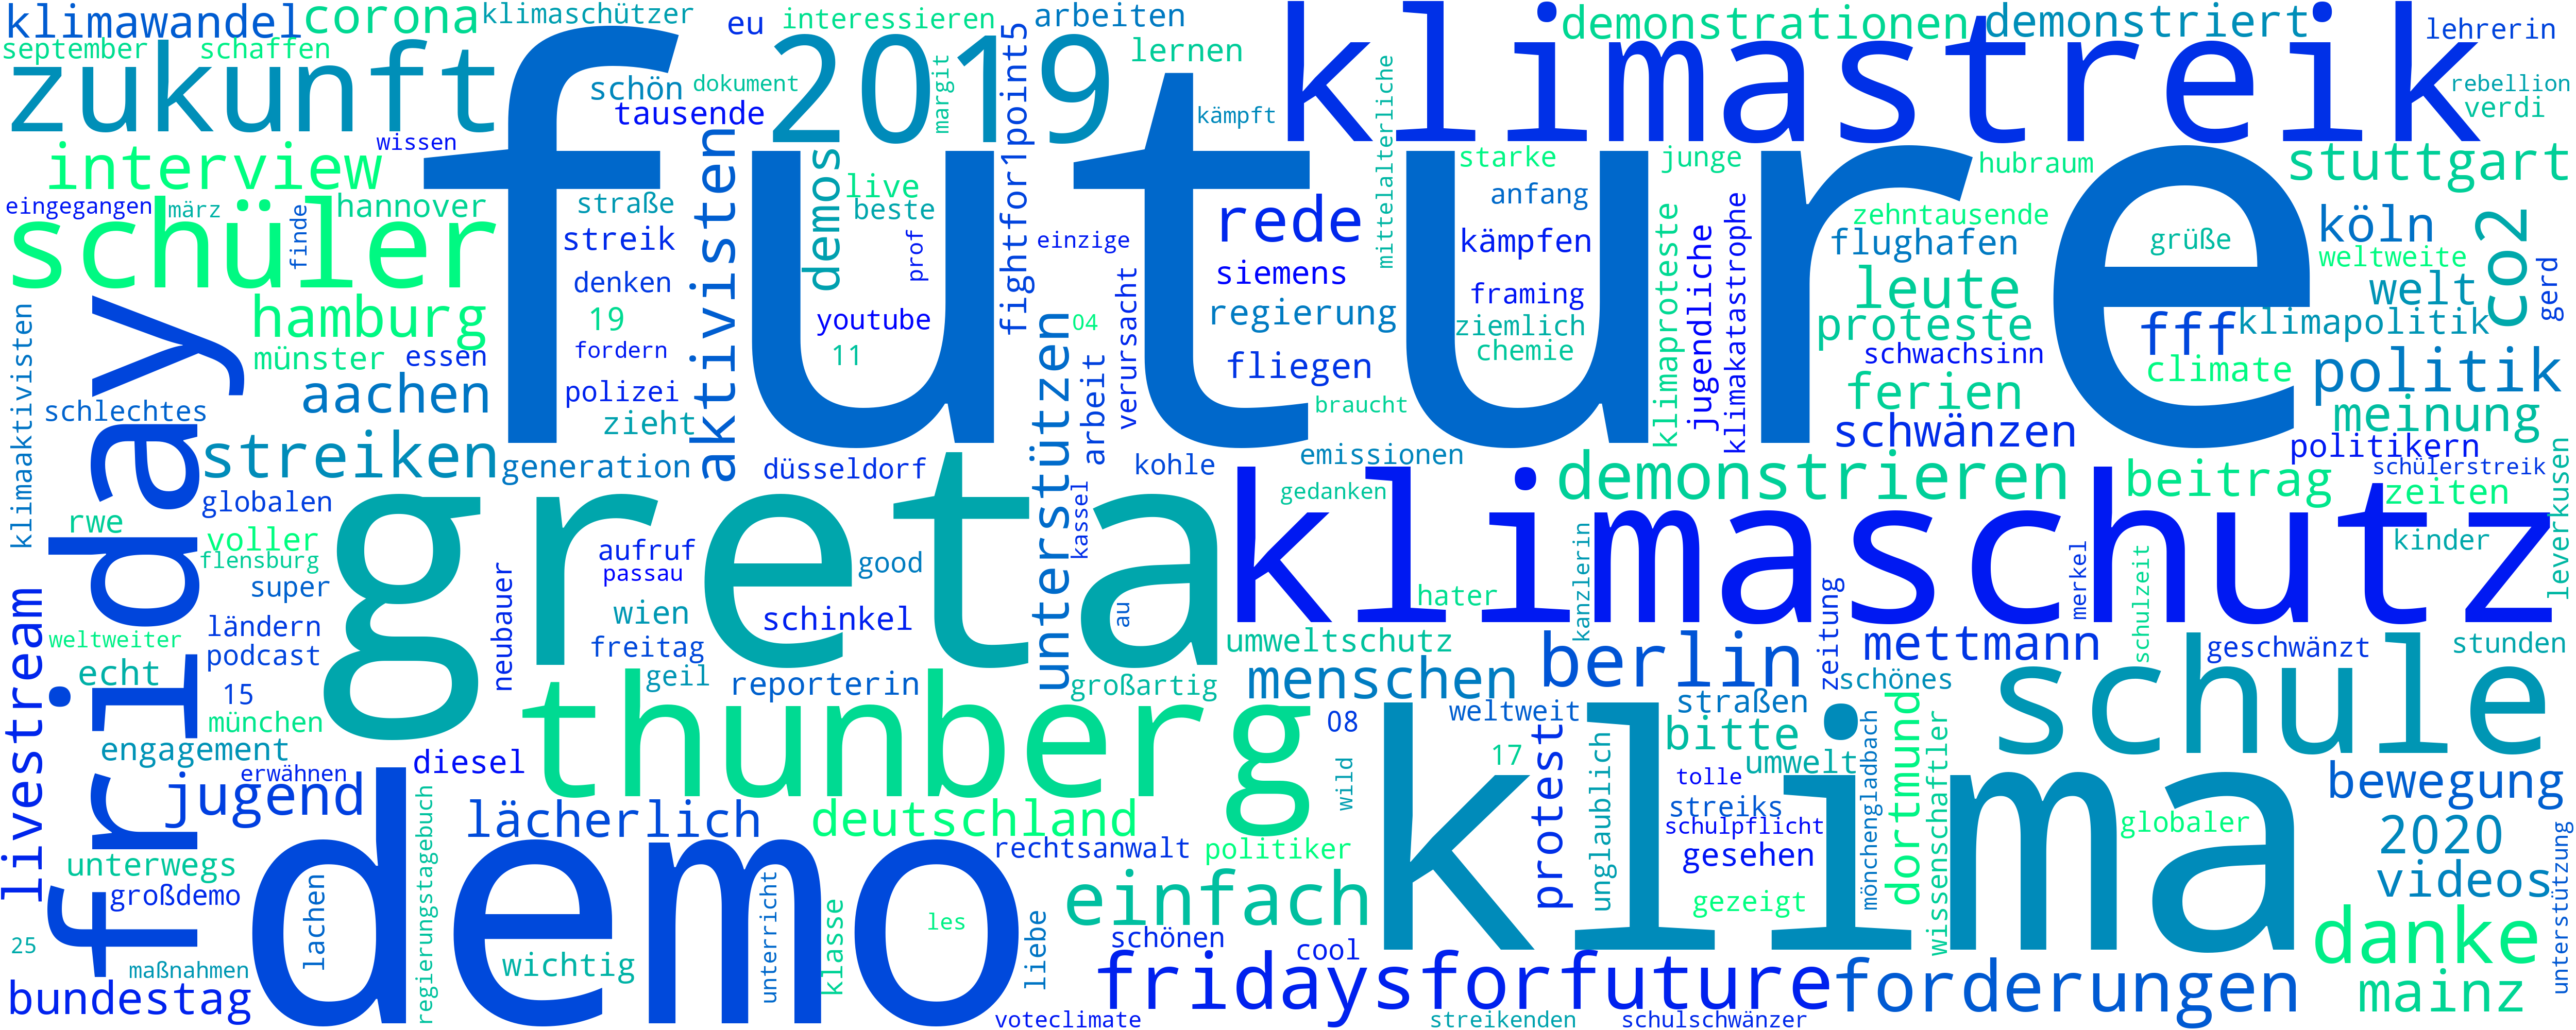 klimawandel
corona
klimaschützer
eu
interessieren
arbeiten
demonstrationen
demonstriert
lehrerin
september
schaffen
zukunft
future
2019
lernen
klimastreik
schön
dokument
tausende
margit
fightfor1point5
kämpft
mittelalterliche
rebellion
verdi
wissen
interview
aktivisten
demos
live
beste
starke
junge
hubraum
stuttgart
eingegangen
märz
finde
hannover
schüler
straße
streik
prof
einzige
rede
anfang
kämpfen
klimaproteste
jugendliche
klimakatastrophe
zehntausende
flughafen
grüße
köln
weltweite
co2
denken
siemens
framing
leute
welt
gerd
hamburg
19
youtube
04
verursacht
regierung
ziemlich
chemie
proteste
fff
klimapolitik
münster
essen
fordern
11
unterstützen
arbeit
fliegen
schwachsinn
climate
politik
friday
klimaaktivisten
schlechtes
aachen
polizei
zieht
braucht
ferien
schwänzen
meinung
politikern
streiken
generation
düsseldorf
kohle
emissionen
demonstrieren
beitrag
schülerstreik
zeiten
leverkusen
globalen
rwe
greta
kassel
gedanken
klimaschutz
kinder
voller
flensburg
super
aufruf
passau
good
neubauer
wien
schinkel
au
hater
kanzlerin
merkel
schulzeit
zeitung
livestream
weltweiter
ländern
podcast
echt
freitag
geil
reporterin
großartig
umweltschutz
menschen
berlin
mettmann
geschwänzt
stunden
schönes
schule
15
münchen
engagement
thunberg
08
weltweit
straßen
bitte
dortmund
mönchengladbach
wissenschaftler
erwähnen
diesel
jugend
wild
17
klima
protest
unglaublich
tolle
umwelt
streiks
schulpflicht
gesehen
globaler
bewegung
2020
videos
unterstützung
lächerlich
deutschland
rechtsanwalt
politiker
unterwegs
großdemo
demo
lachen
regierungstagebuch
wichtig
unterricht
klasse
les
liebe
einfach
gezeigt
danke
25
maßnahmen
schönen
cool
bundestag
fridaysforfuture
forderungen
mainz
voteclimate
streikenden
schulschwänzer